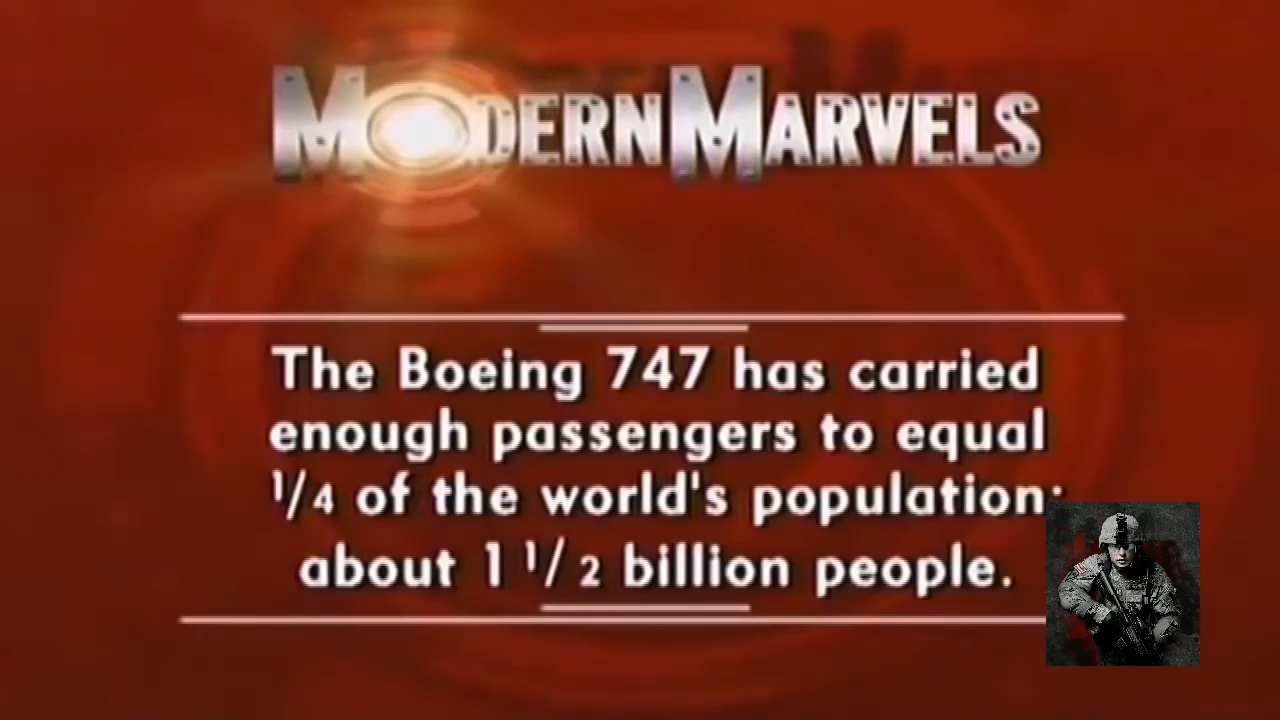 MODERN MARVELS
The Boeing 747 has carried
enough passengers to equal
1/4 of the world's population:
about 1 1/2 billion people.